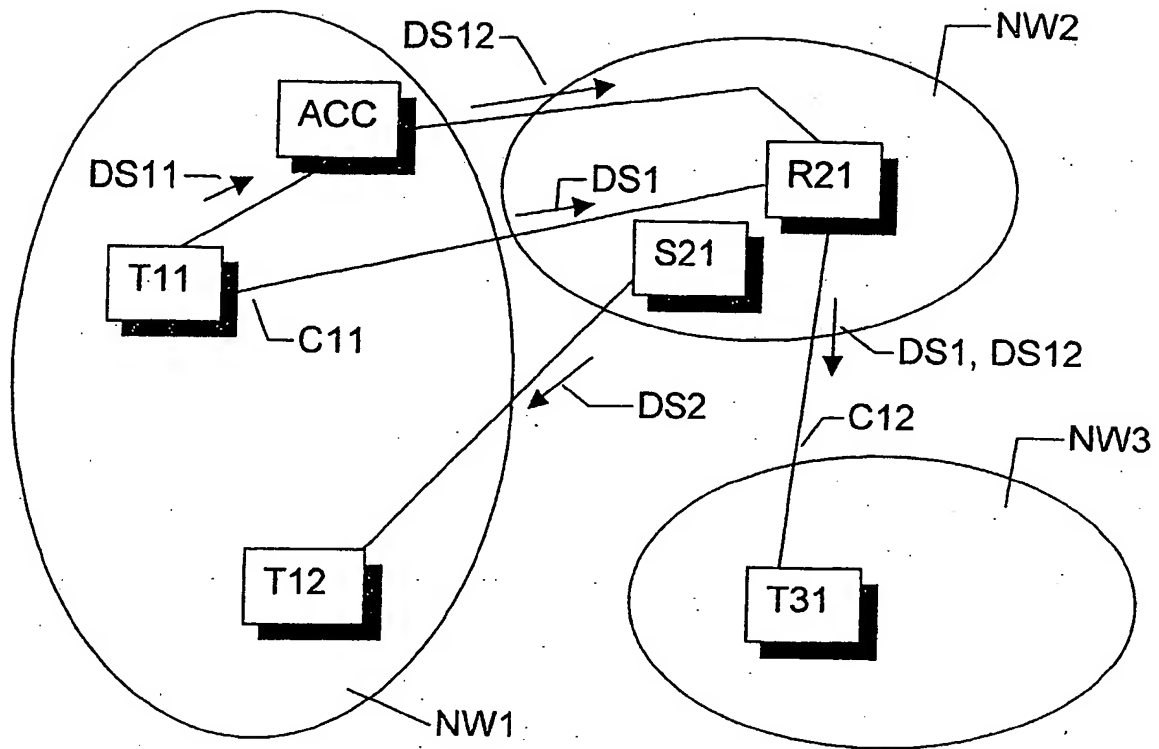 DS12
NW2
ACC
DS11
DS1
R21
T11
S21
C11
DS1, DS12
DS2
C12
NW3
T12
T31
NW1